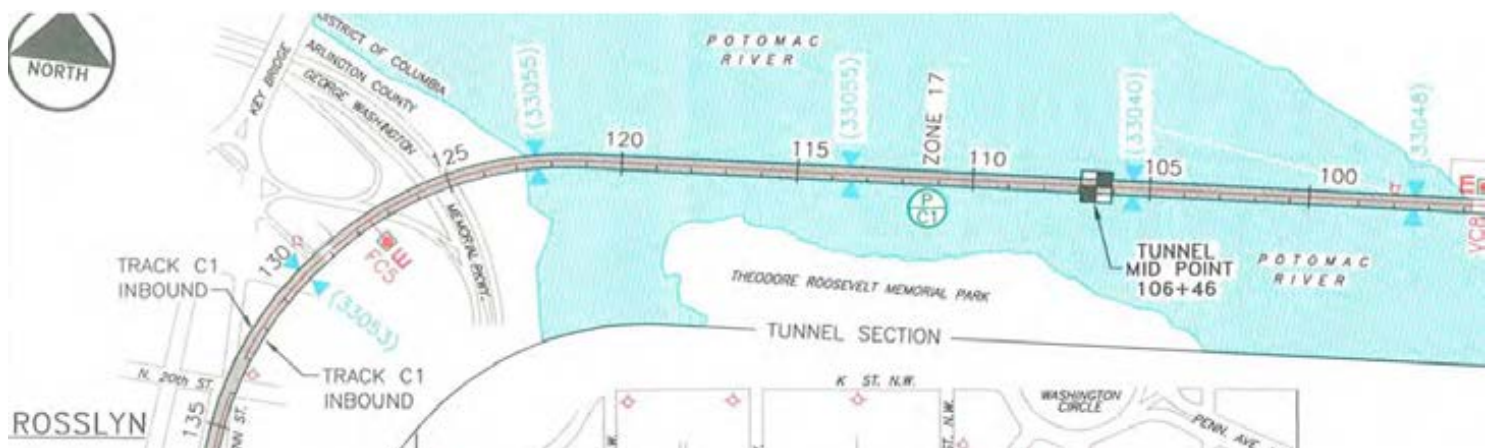 NORTH
KEY BRIDGE
DISTRICT OF COLUMBIA
ARLINGTON COUNTY
GEORGE WASHINGTON
MEMORIAL PKWY.
POTOMAC
RIVER
(33055)
(33055)
ZONE 17
(33040)
(33048)
120
115
110
105
100
125
130
135
P
C1
TUNNEL
MID POINT
106+46
POTOMAC
RIVER
VC8
E
FC5
E
(33053)
TRACK C1
INBOUND
TRACK C1
INBOUND
THEODORE ROOSEVELT MEMORIAL PARK
TUNNEL SECTION
N. 20th ST.
ROSSLYN
K ST. N.W.
WASHINGTON
CIRCLE
PENN. AVE
ST. N.W.